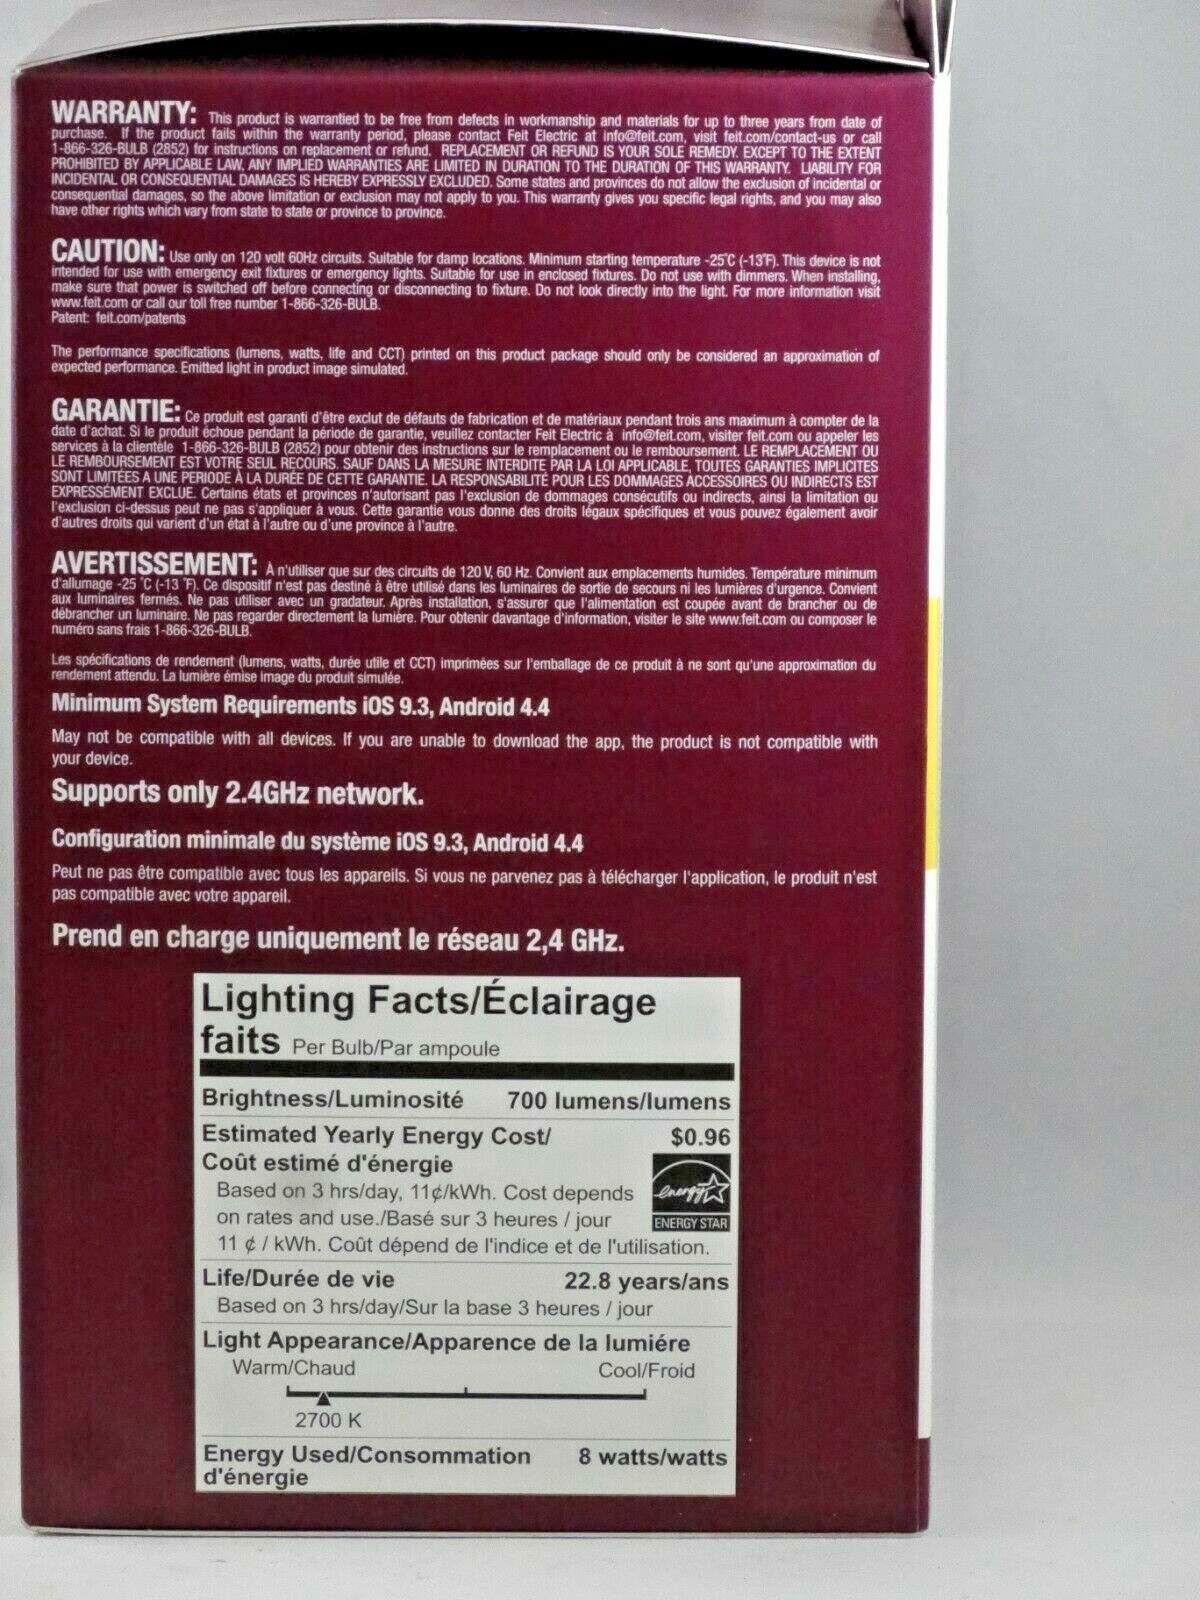 WARRANTY: This product is warrantied to be free from defects in workmanship and materials for up to three years from date of
purchase. If the product fails within the warranty period, please contact Feit Electric at info@feit.com, visit feit.com/contact-us or call
1-866-326-BULB (2852) for instructions on replacement or refund. REPLACEMENT OR REFUND IS YOUR SOLE REMEDY. EXCEPT TO THE EXTENT
PROHIBITED BY APPLICABLE LAW, ANY IMPLIED WARRANTIES ARE LIMITED IN DURATION TO THE DURATION OF THIS WARRANTY. LIABILITY FOR
INCIDENTAL OR CONSEQUENTIAL DAMAGES IS HEREBY EXPRESSLY EXCLUDED. Some states and provinces do not allow the exclusion of incidental or
consequential damages, so the above limitation or exclusion may not apply to you. This warranty gives you specific legal rights, and you may also
have other rights which vary from state to state or province to province.
CAUTION: Use only on 120 volt 60Hz circuits. Suitable for damp locations. Minimum starting temperature -25°C (-13°F). This device is not
intended for use with emergency exit fixtures or emergency lights. Suitable for use in enclosed fixtures. Do not use with dimmers. When installing,
make sure that power is switched off before connecting or disconnecting to fixture. Do not look directly into the light. For more information visit
www.feit.com or call our toll free number 1-866-326-BULB.
Patent: feit.com/patents
The performance specifications (lumens, watts, life and CCT) printed on this product package should only be considered an approximation of
expected performance. Emitted light in product image simulated.
GARANTIE: Ce produit est garanti d'être exclut de défauts de fabrication et de matériaux pendant trois ans maximum à compter de la
date d'achat. Si le produit échoue pendant la période de garantie, veuillez contacter Feit Electric à info@feit.com, visiter feit.com ou appeler les
services à la clientèle 1-866-326-BULB (2852) pour obtenir des instructions sur le remplacement ou le remboursement. LE REMPLACEMENT OU
LE REMBOURSEMENT EST VOTRE SEUL RECOURS. SAUF DANS LA MESURE INTERDITE PAR LA LOI APPLICABLE, TOUTES GARANTIES IMPLICITES
SONT LIMITÉES A UNE PERIODE À LA DURÉE DE CETTE GARANTIE. LA RESPONSABILITÉ POUR LES DOMMAGES ACCESSOIRES OU INDIRECTS EST
EXPRESSÉMENT EXCLUE. Certains états et provinces n'autorisant pas l'exclusion de dommages consécutifs ou indirects, ainsi la limitation ou
l'exclusion ci-dessus peut ne pas s'appliquer à vous. Cette garantie vous donne des droits légaux spécifiques et vous pouvez également avoir
d'autres droits qui varient d'un état à l'autre ou d'une province à l'autre.
AVERTISSEMENT: À n'utiliser que sur des circuits de 120 V, 60 Hz. Convient aux emplacements humides. Température minimum
d'allumage -25 °C (-13 °F). Ce dispositif n'est pas destiné à être utilisé dans les luminaires de sortie de secours ni les lumières d'urgence. Convient
aux luminaires fermés. Ne pas utiliser avec un gradateur. Après installation, s'assurer que l'alimentation est coupée avant de brancher ou de
débrancher un luminaire. Ne pas regarder directement la lumière. Pour obtenir davantage d'information, visiter le site www.feit.com ou composer le
numéro sans frais 1-866-326-BULB.
Les spécifications de rendement (lumens, watts, durée utile et CCT) imprimées sur l'emballage de ce produit à ne sont qu'une approximation du
rendement attendu. La lumière émise image du produit simulée.
Minimum System Requirements iOS 9.3, Android 4.4
May not be compatible with all devices. If you are unable to download the app, the product is not compatible with
your device.
Supports only 2.4GHz network.
Configuration minimale du système iOS 9.3, Android 4.4
Peut ne pas être compatible avec tous les appareils. Si vous ne parvenez pas à télécharger l'application, le produit n'est
pas compatible avec votre appareil.
Prend en charge uniquement le réseau 2,4 GHz.
Lighting Facts/Éclairage
faits Per Bulb/Par ampoule
Brightness/Luminosité 700 lumens/lumens
Estimated Yearly Energy Cost/ $0.96
Coût estimé d'énergie
Based on 3 hrs/day, 11¢/kWh. Cost depends
on rates and use./Basé sur 3 heures / jour
11 ¢ / kWh. Coût dépend de l'indice et de l'utilisation.
energy
ENERGY STAR
Life/Durée de vie 22.8 years/ans
Based on 3 hrs/day/Sur la base 3 heures / jour
Light Appearance/Apparence de la lumiére
Warm/Chaud Cool/Froid
2700 K
Energy Used/Consommation 8 watts/watts
d'énergie